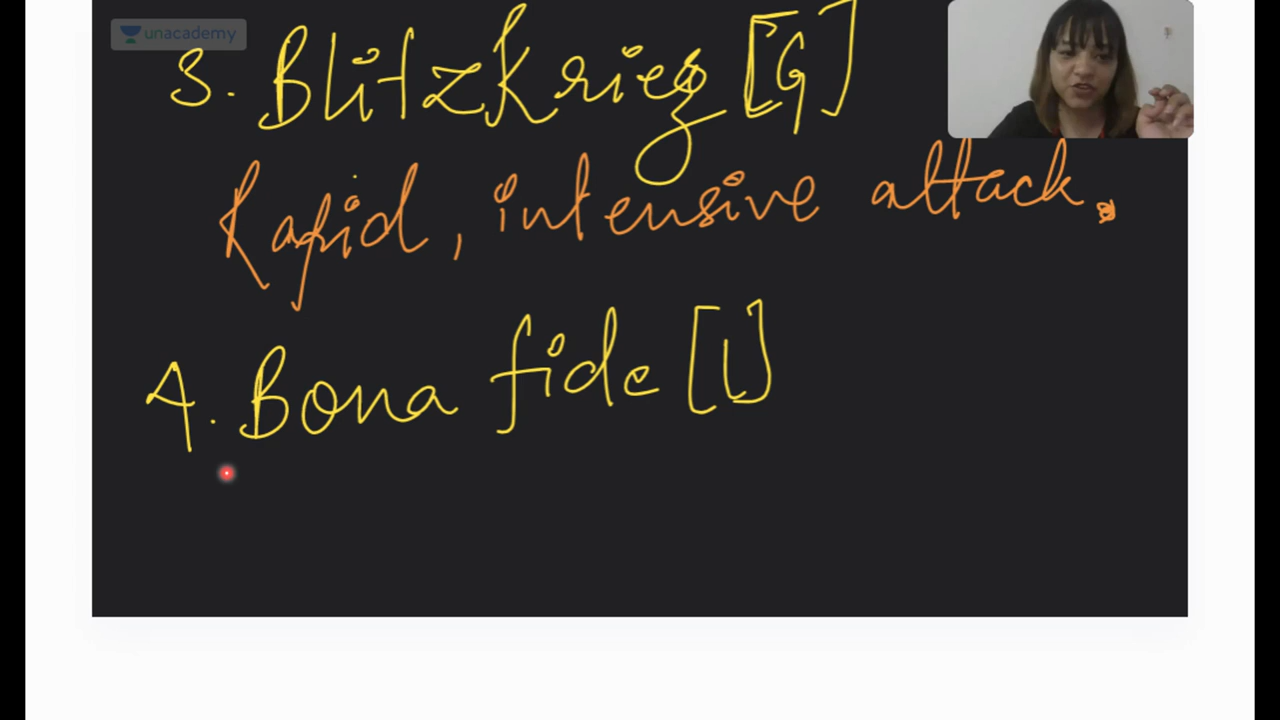 unacademy
3. Blitzkrieg [G]
Rapid, intensive attack.
4. Bona fide [L]